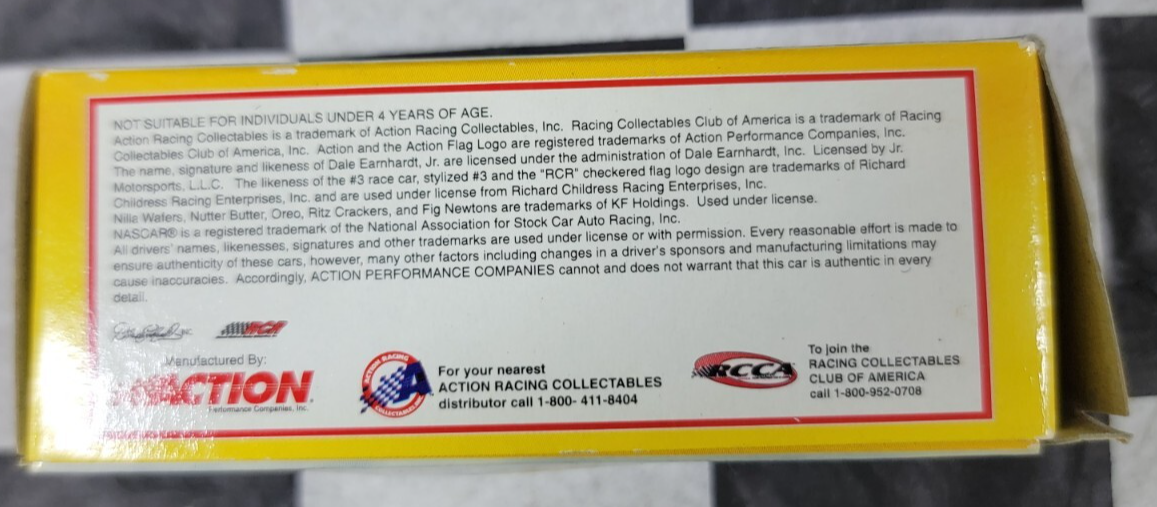 NOT SUITABLE FOR INDIVIDUALS UNDER 4 YEARS OF AGE.
Action Racing Collectables is a trademark of Action Racing Collectables, Inc. Racing Collectables Club of America is a trademark of Racing
Collectables Club of America, Inc. Action and the Action Flag Logo are registered trademarks of Action Performance Companies, Inc.
The name, signature and likeness of Dale Earnhardt, Jr. are licensed under the administration of Dale Earnhardt, Inc. Licensed by Jr.
Motorsports, L.L.C. The likeness of the #3 race car, stylized #3 and the "RCR" checkered flag logo design are trademarks of Richard
Childress Racing Enterprises, Inc. and are used under license from Richard Childress Racing Enterprises, Inc.
Nilla Wafers, Nutter Butter, Oreo, Ritz Crackers, and Fig Newtons are trademarks of KF Holdings. Used under license.
NASCAR® is a registered trademark of the National Association for Stock Car Auto Racing, Inc.
All drivers' names, likenesses, signatures and other trademarks are used under license or with permission. Every reasonable effort is made to
ensure authenticity of these cars, however, many other factors including changes in a driver's sponsors and manufacturing limitations may
cause inaccuracies. Accordingly, ACTION PERFORMANCE COMPANIES cannot and does not warrant that this car is authentic in every
detail.
RCR
Manufactured By:
ACTION
Performance Companies, Inc.
ACTION RACING
COLLECTABLES
For your nearest
ACTION RACING COLLECTABLES
distributor call 1-800- 411-8404
RCCA
To join the
RACING COLLECTABLES
CLUB OF AMERICA
call 1-800-952-0708